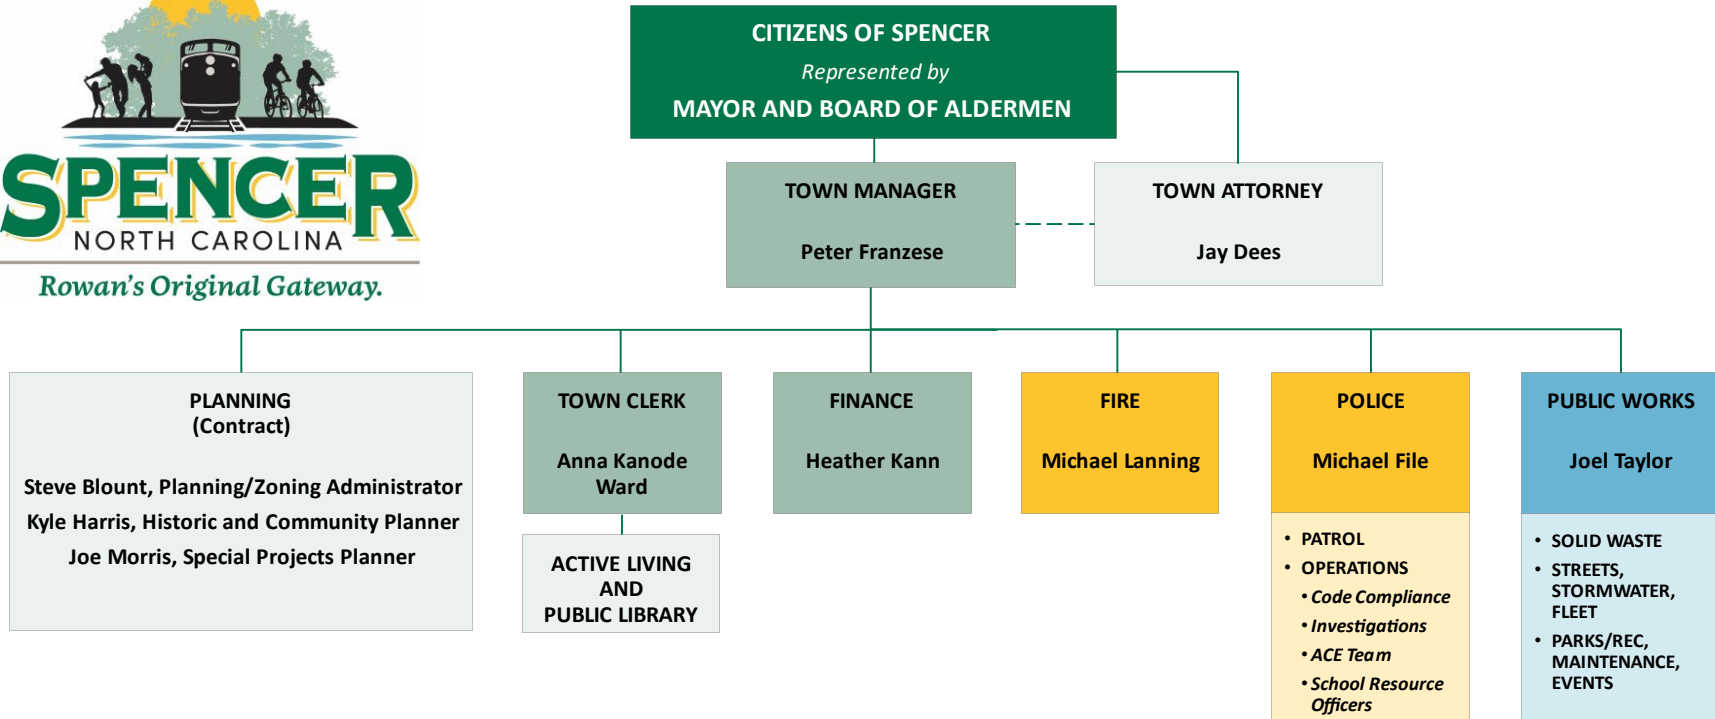 SPENCER
NORTH CAROLINA
Rowan's Original Gateway.
CITIZENS OF SPENCER
Represented by
MAYOR AND BOARD OF ALDERMEN
TOWN MANAGER
Peter Franzese
TOWN ATTORNEY
Jay Dees
PLANNING
(Contract)
Steve Blount, Planning/Zoning Administrator
Kyle Harris, Historic and Community Planner
Joe Morris, Special Projects Planner
TOWN CLERK
Anna Kanode
Ward
ACTIVE LIVING
AND
PUBLIC LIBRARY
FINANCE
Heather Kann
FIRE
Michael Lanning
POLICE
Michael File
• PATROL
• OPERATIONS
• Code Compliance
• Investigations
• ACE Team
• School Resource
Officers
PUBLIC WORKS
Joel Taylor
• SOLID WASTE
• STREETS,
STORMWATER,
FLEET
• PARKS/REC,
MAINTENANCE,
EVENTS